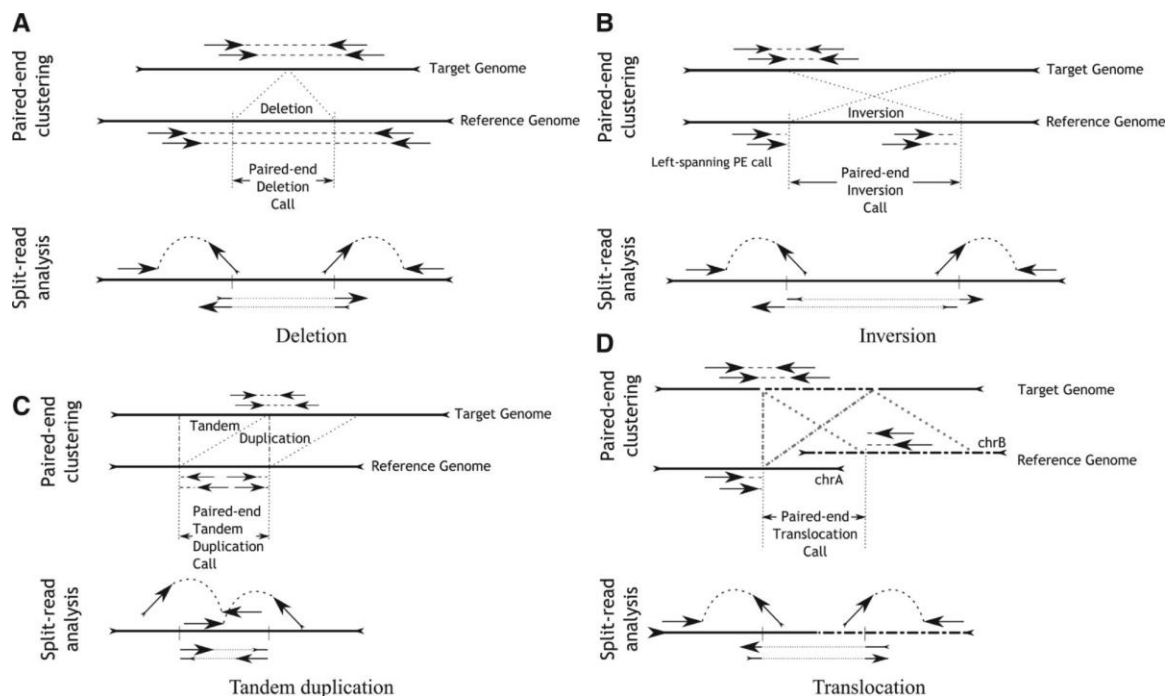 A
Paired-end
clustering
Target Genome
Deletion
Reference Genome
Paired-end
Deletion
Call
Split-read
analysis
Deletion
B
Paired-end
clustering
Target Genome
Inversion
Reference Genome
Left-spanning PE call
Paired-end
Inversion
Call
Split-read
analysis
Inversion
C
Paired-end
clustering
Target Genome
Tandem
Duplication
Reference Genome
Paired-end
Tandem
Duplication
Call
Split-read
analysis
Tandem duplication
D
Paired-end
clustering
Target Genome
chrB
Reference Genome
chrA
Paired-end
Translocation
Call
Split-read
analysis
Translocation